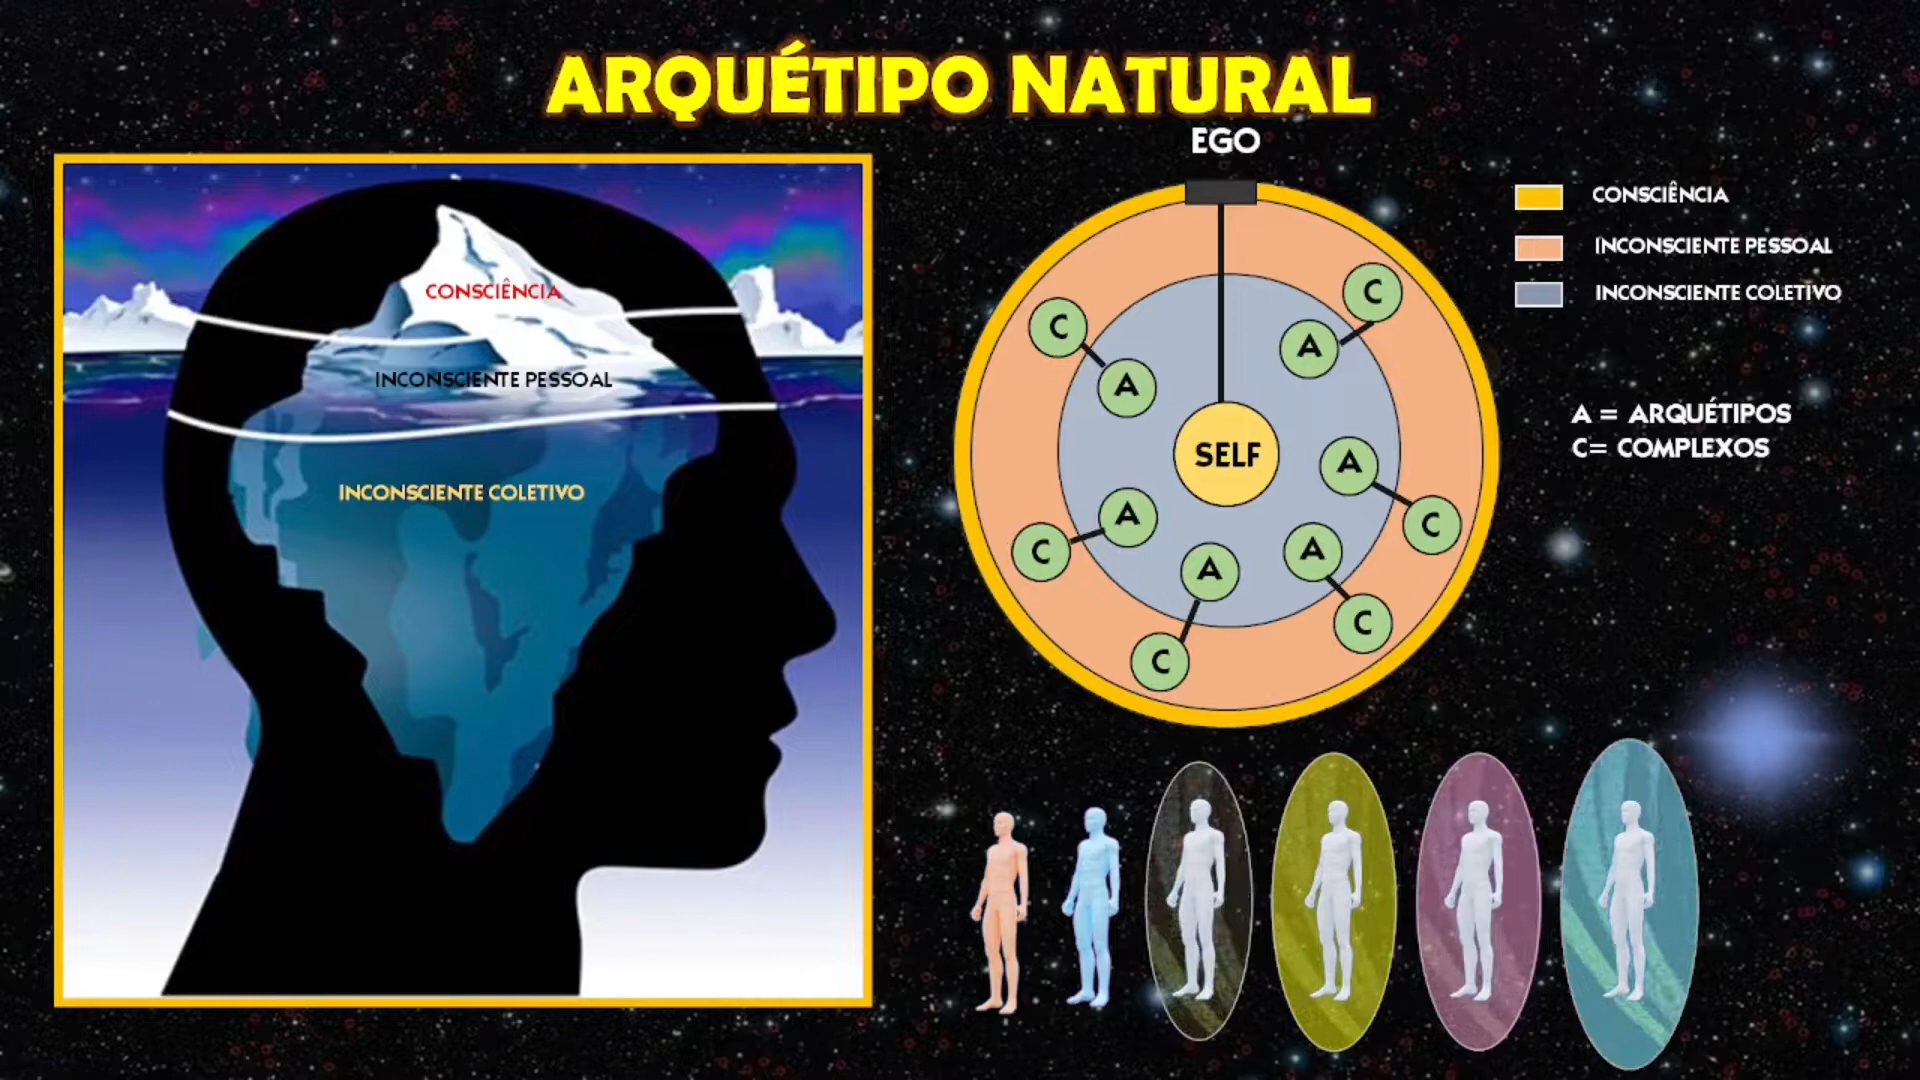 ARQUÉTIPO NATURAL
EGO
CONSCIÊNCIA
INCONSCIENTE PESSOAL
INCONSCIENTE COLETIVO
C
A
C
A
SELF
A
C
A
C
A
C
A
C
CONSCIÊNCIA
INCONSCIENTE PESSOAL
INCONSCIENTE COLETIVO
A = ARQUÉTIPOS
C= COMPLEXOS